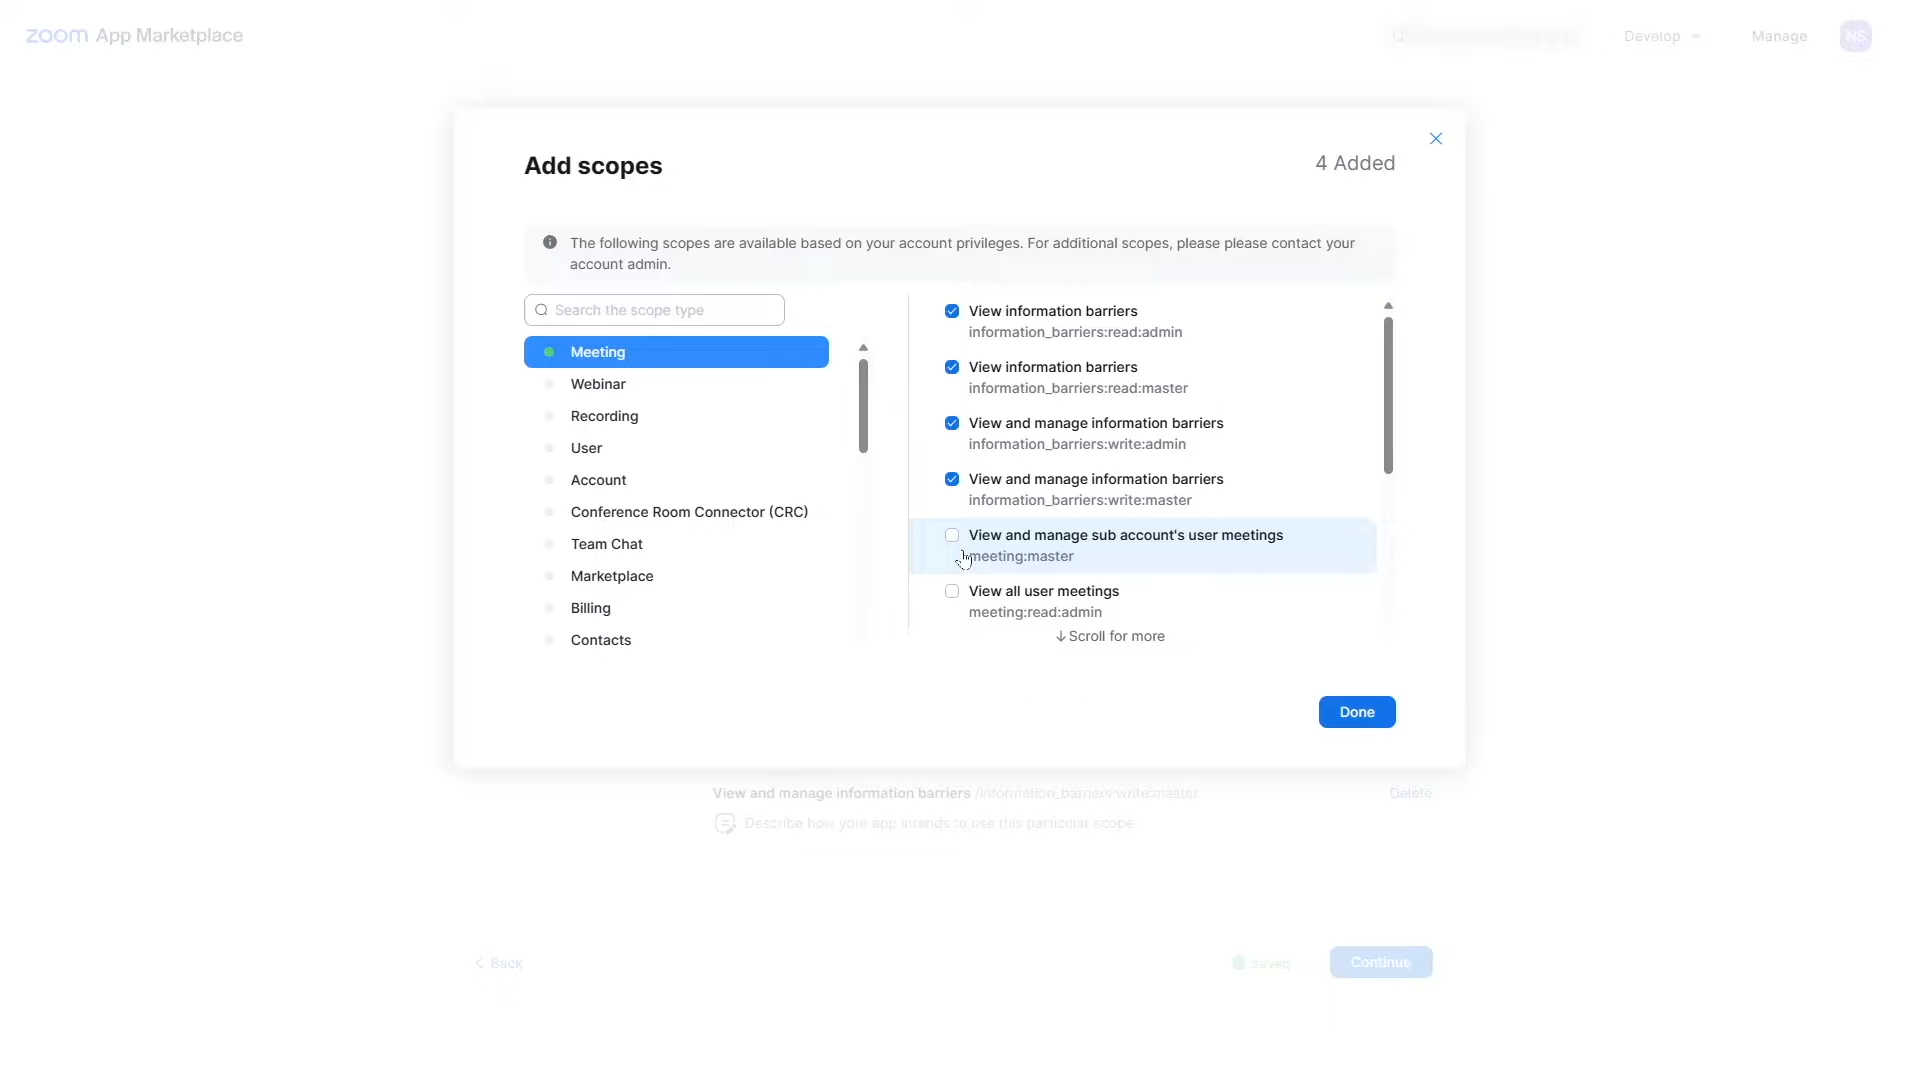 zoom App Marketplace
Develop
Manage
NS
Add scopes
4 Added
The following scopes are available based on your account privileges. For additional scopes, please please contact your
account admin.
Search the scope type
Meeting
Webinar
Recording
User
Account
Conference Room Connector (CRC)
Team Chat
Marketplace
Billing
Contacts
View information barriers
information_barriers:read:admin
View information barriers
information_barriers:read:master
View and manage information barriers
information_barriers:write:admin
View and manage information barriers
information_barriers:write:master
View and manage sub account's user meetings
meeting:master
View all user meetings
meeting:read:admin
↓ Scroll for more
Done
View and manage information barriers /information_barriers:write:master
Delete
Describe how your app intends to use this particular scope
< Back
Saved
Continue